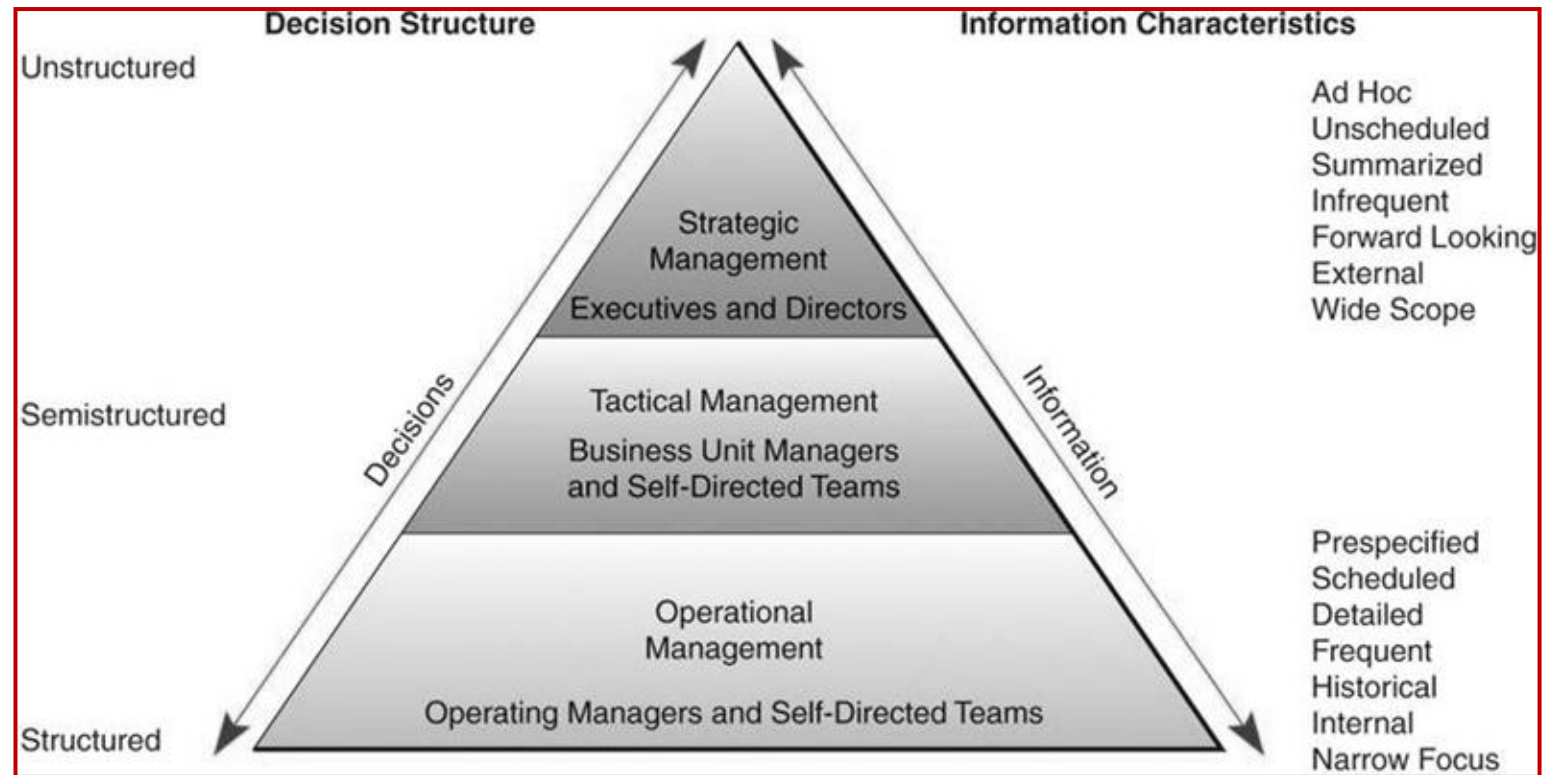 Decision Structure
Information Characteristics
Unstructured
Ad Hoc
Unscheduled
Summarized
Infrequent
Forward Looking
External
Wide Scope
Strategic
Management
Executives and Directors
Semistructured
Decisions
Tactical Management
Business Unit Managers
and Self-Directed Teams
Information
Operational
Management
Operating Managers and Self-Directed Teams
Structured
Prespecified
Scheduled
Detailed
Frequent
Historical
Internal
Narrow Focus